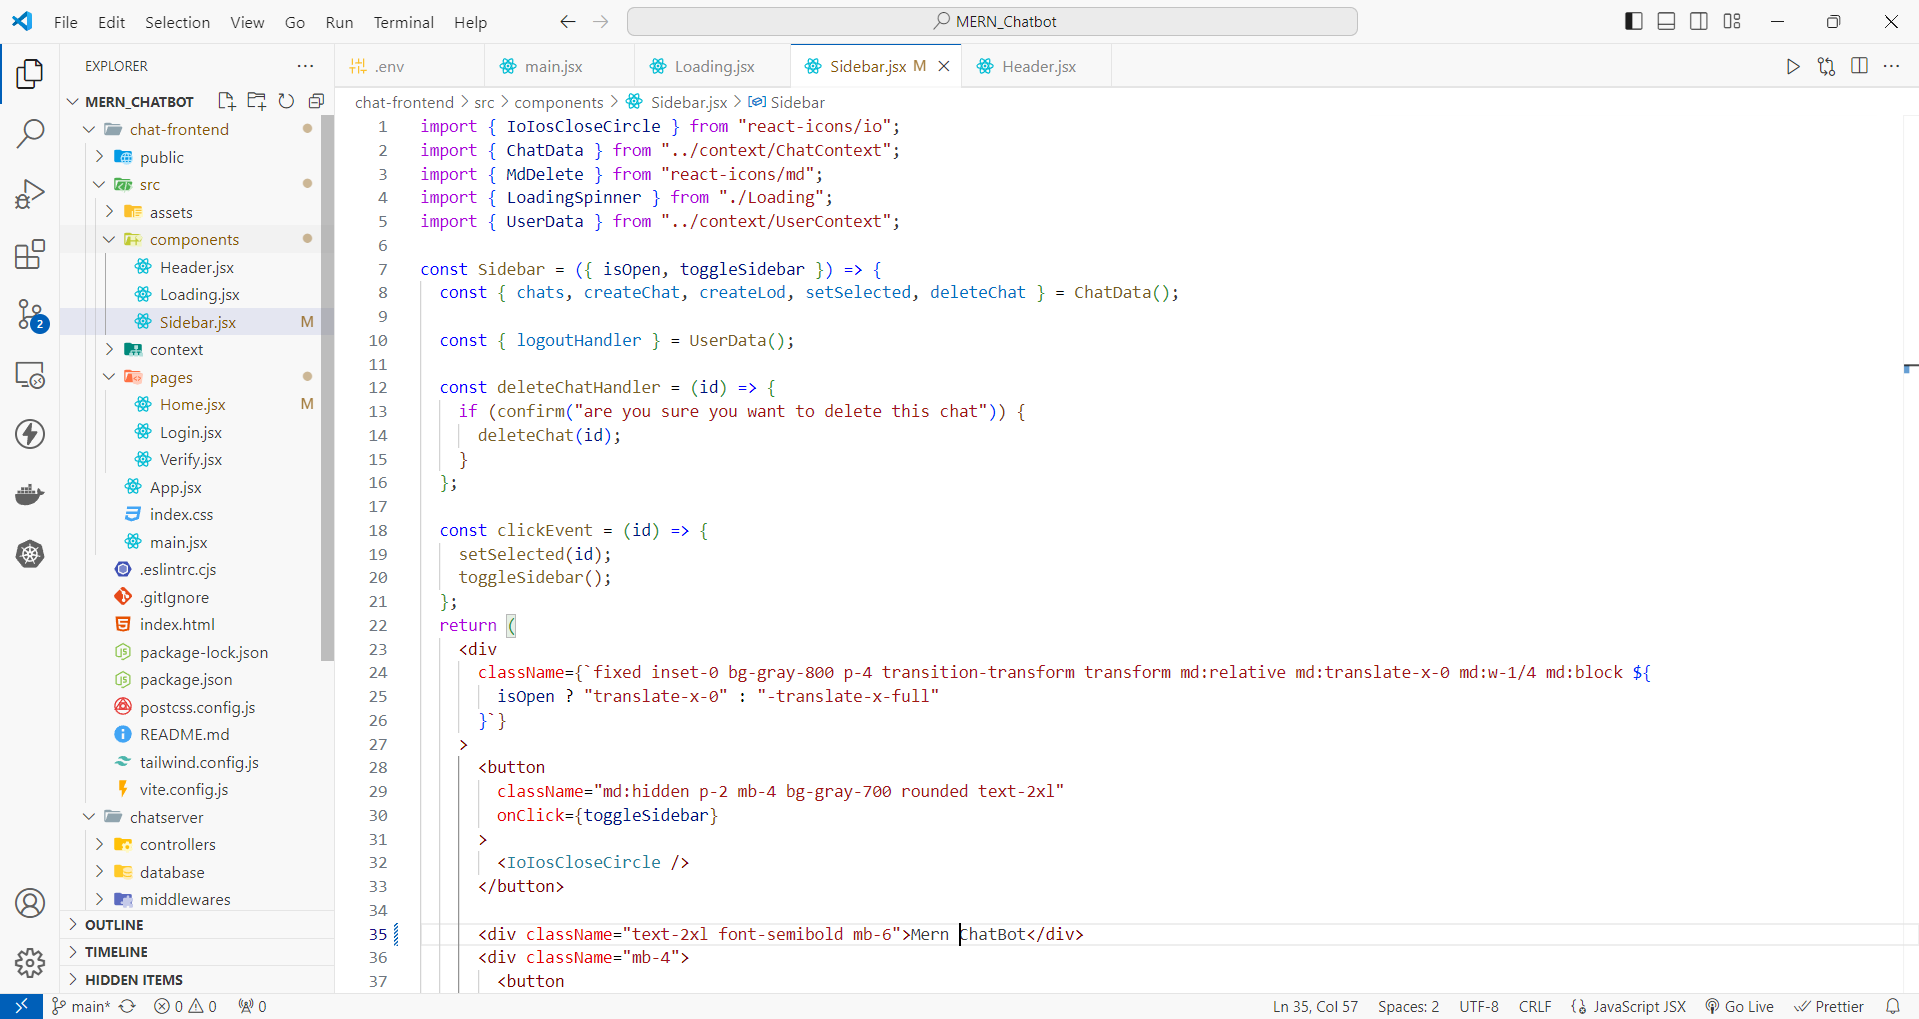 File Edit Selection View Go Run Terminal Help
MERN_Chatbot
EXPLORER
MERN_CHATBOT
chat-frontend
public
src
assets
components
Header.jsx
Loading.jsx
Sidebar.jsx M
context
pages
Home.jsx M
Login.jsx
Verify.jsx
App.jsx
index.css
main.jsx
.eslintrc.cjs
.gitIgnore
index.html
package-lock.json
package.json
postcss.config.js
README.md
tailwind.config.js
vite.config.js
chatserver
controllers
database
middlewares
OUTLINE
TIMELINE
HIDDEN ITEMS
2
.env main.jsx Loading.jsx Sidebar.jsx M Header.jsx
chat-frontend > src > components > Sidebar.jsx > Sidebar
1 import { IoIosCloseCircle } from "react-icons/io";
2 import { ChatData } from "../context/ChatContext";
3 import { MdDelete } from "react-icons/md";
4 import { LoadingSpinner } from "./Loading";
5 import { UserData } from "../context/UserContext";
6
7 const Sidebar = ({ isOpen, toggleSidebar }) => {
8 const { chats, createChat, createLod, setSelected, deleteChat } = ChatData();
9
10 const { logoutHandler } = UserData();
11
12 const deleteChatHandler = (id) => {
13 if (confirm("are you sure you want to delete this chat")) {
14 deleteChat(id);
15 }
16 };
17
18 const clickEvent = (id) => {
19 setSelected(id);
20 toggleSidebar();
21 };
22 return (
23 <div
24 className={`fixed inset-0 bg-gray-800 p-4 transition-transform transform md:relative md:translate-x-0 md:w-1/4 md:block ${
25 isOpen ? "translate-x-0" : "-translate-x-full"
26 }`}
27 >
28 <button
29 className="md:hidden p-2 mb-4 bg-gray-700 rounded text-2xl"
30 onClick={toggleSidebar}
31 >
32 <IoIosCloseCircle />
33 </button>
34
35 <div className="text-2xl font-semibold mb-6">Mern ChatBot</div>
36 <div className="mb-4">
37 <button
main* 0 0 0 Ln 35, Col 57 Spaces: 2 UTF-8 CRLF JavaScript JSX Go Live Prettier